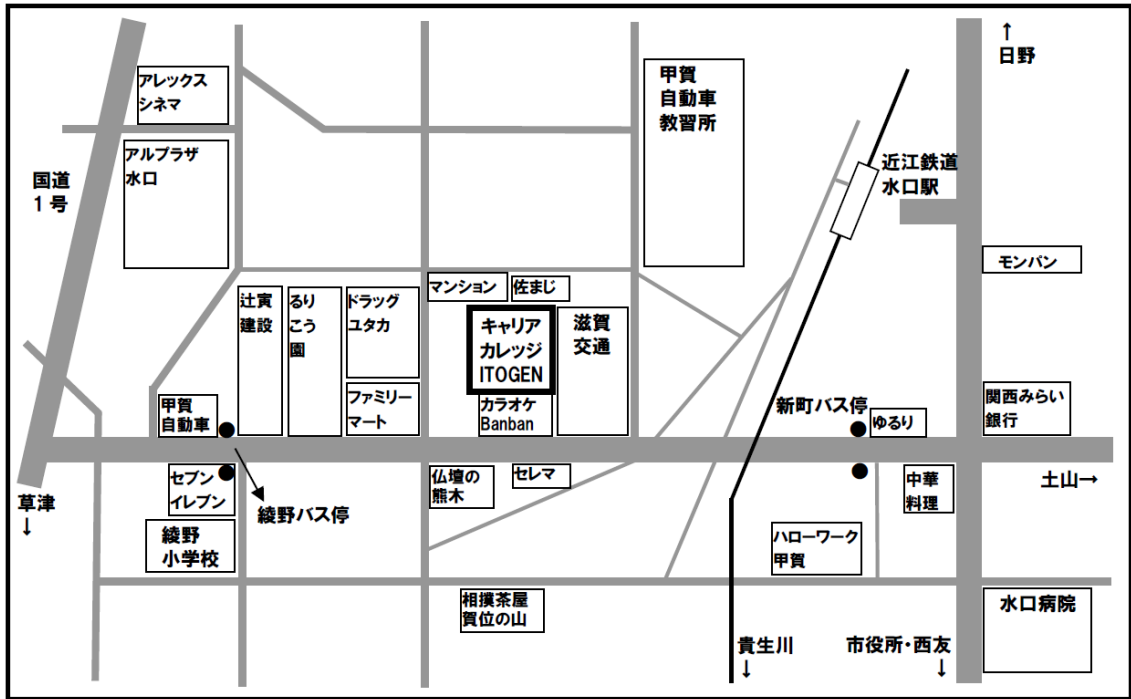 ↑
日野
アレックス
シネマ
甲賀
自動車
教習所
アルプラザ
水口
国道
1号
近江鉄道
水口駅
モンパン
マンション
佐まじ
辻寅
建設
るり
こう
園
ドラッグ
ユタカ
キャリア
カレッジ
ITOGEN
滋賀
交通
甲賀
自動車
ファミリー
マート
カラオケ
Banban
新町バス停
ゆるり
関西みらい
銀行
セブン
イレブン
仏壇の
熊木
セレマ
中華
料理
土山→
草津
↓
綾野バス停
綾野
小学校
ハローワーク
甲賀
相撲茶屋
賀位の山
水口病院
貴生川
↓
市役所・西友
↓